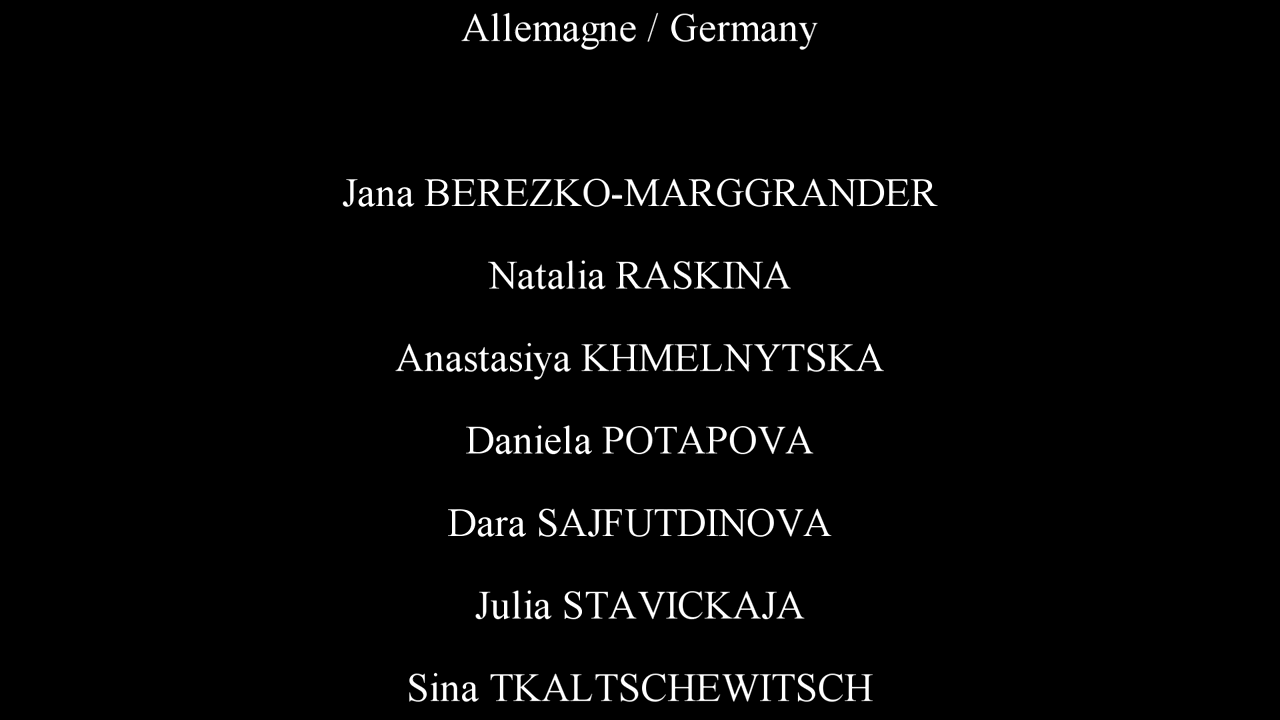 Allemagne / Germany
Jana BEREZKO-MARGGRANDER
Natalia RASKINA
Anastasiya KHMELNYTSKA
Daniela POTAPOVA
Dara SAJFUTDINOVA
Julia STAVICKAJA
Sina TKALTSCHEWITSCH